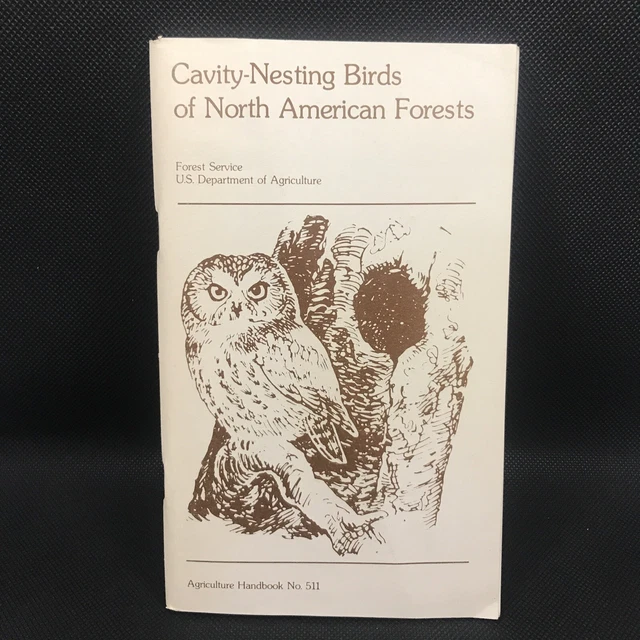 Cavity-Nesting Birds
of North American Forests
Forest Service
U.S. Department of Agriculture
Agriculture Handbook No. 511